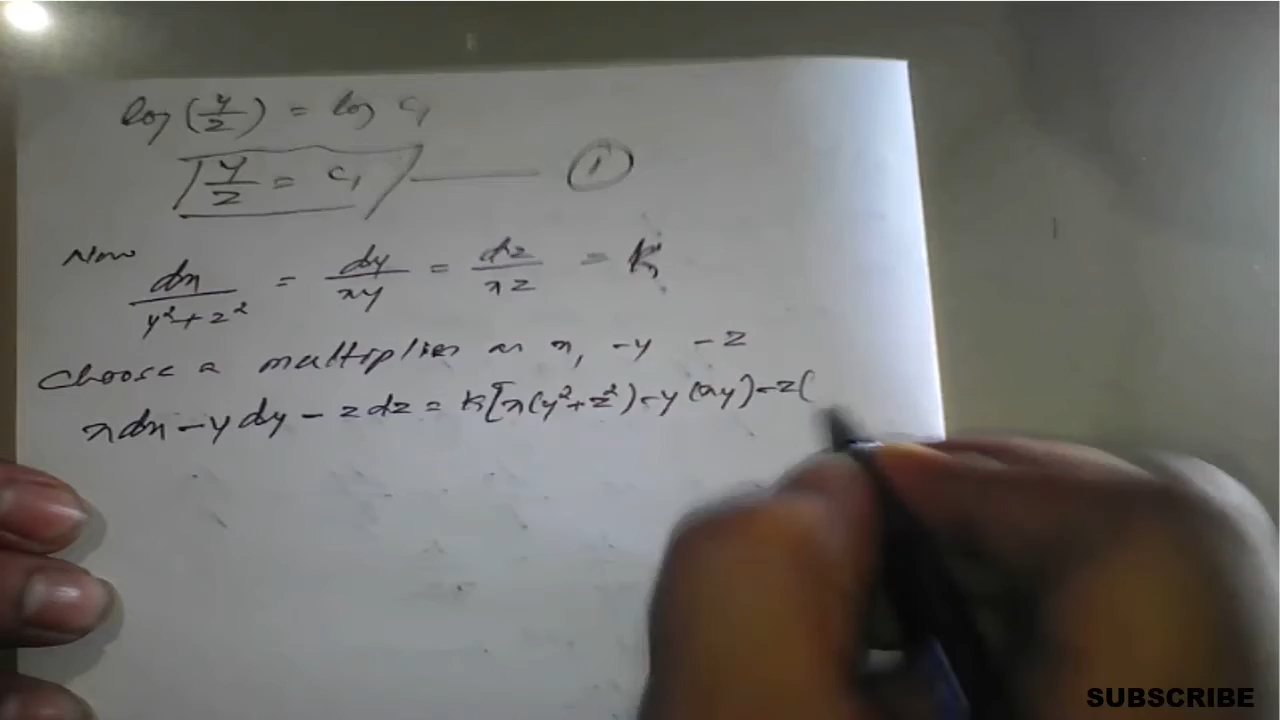 log (y/z) = log c₁
y/z = c₁ ——— ①
Now
dx/(y²+z²) = dy/xy = dz/xz = k
Choose a multiplier as x, -y -z
xdx - ydy - zdz = k[x(y²+z²) - y(xy) - z(
SUBSCRIBE